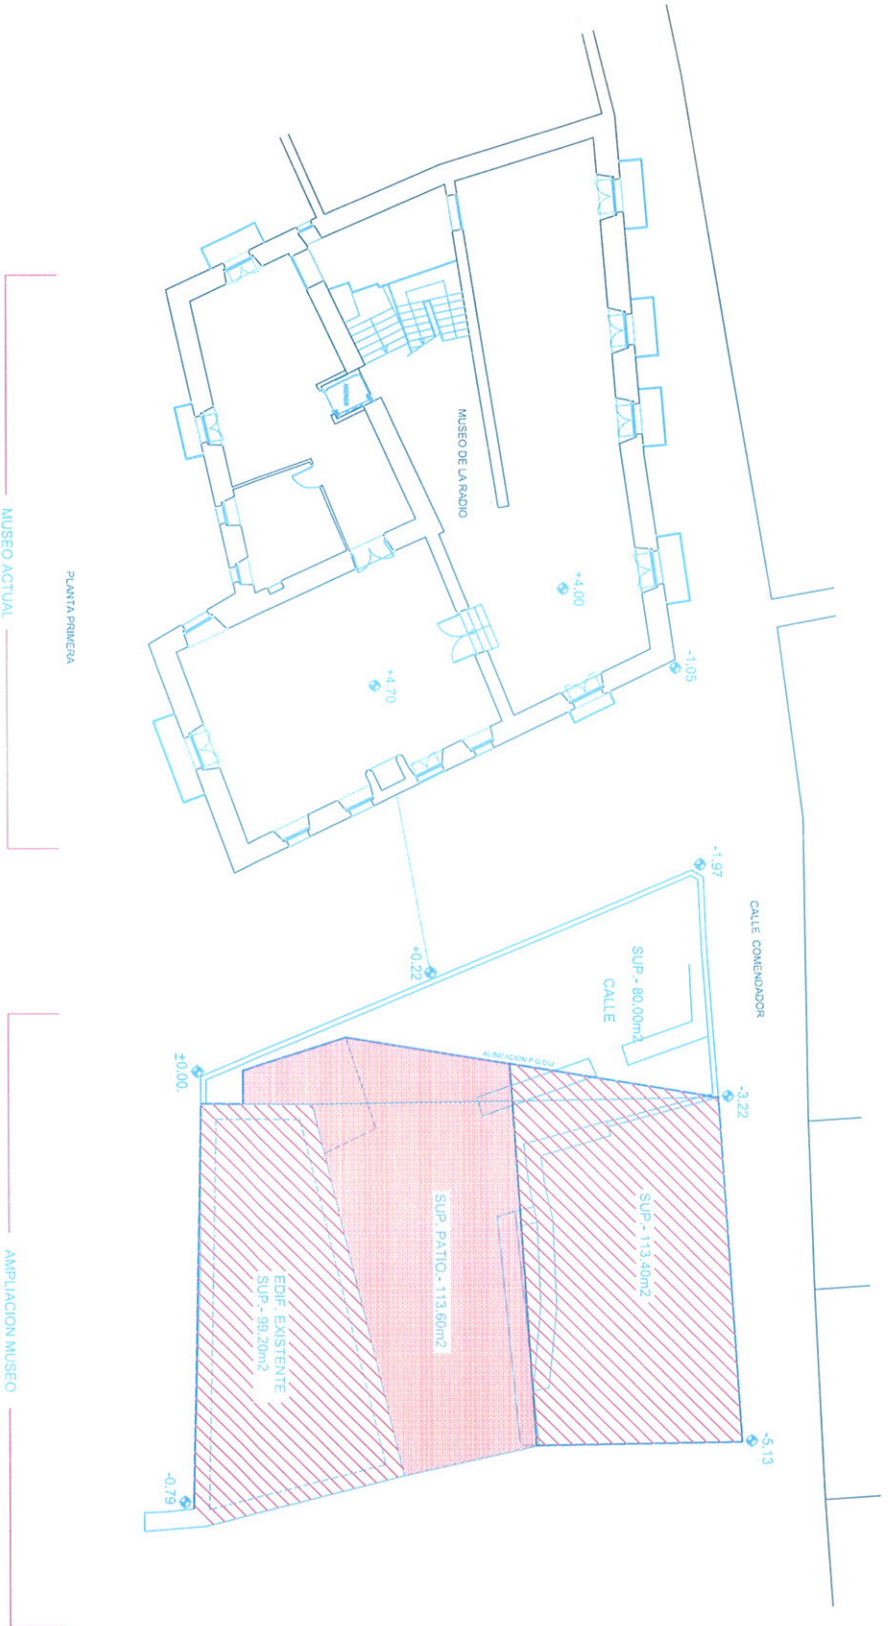 CALLE COMENDADOR
MUSEO DE LA RADIO
+4.00
-1.05
+4.70
-1.97
SUP.- 80.00m2
CALLE
+0.22
±0.00.
ALINEACION P.G.O.U.
-3.22
SUP.- 113.40m2
SUP. PATIO.- 113.60m2
EDIF. EXISTENTE
SUP.- 99.20m2
-5.13
-0.79
PLANTA PRIMERA
MUSEO ACTUAL
AMPLIACION MUSEO